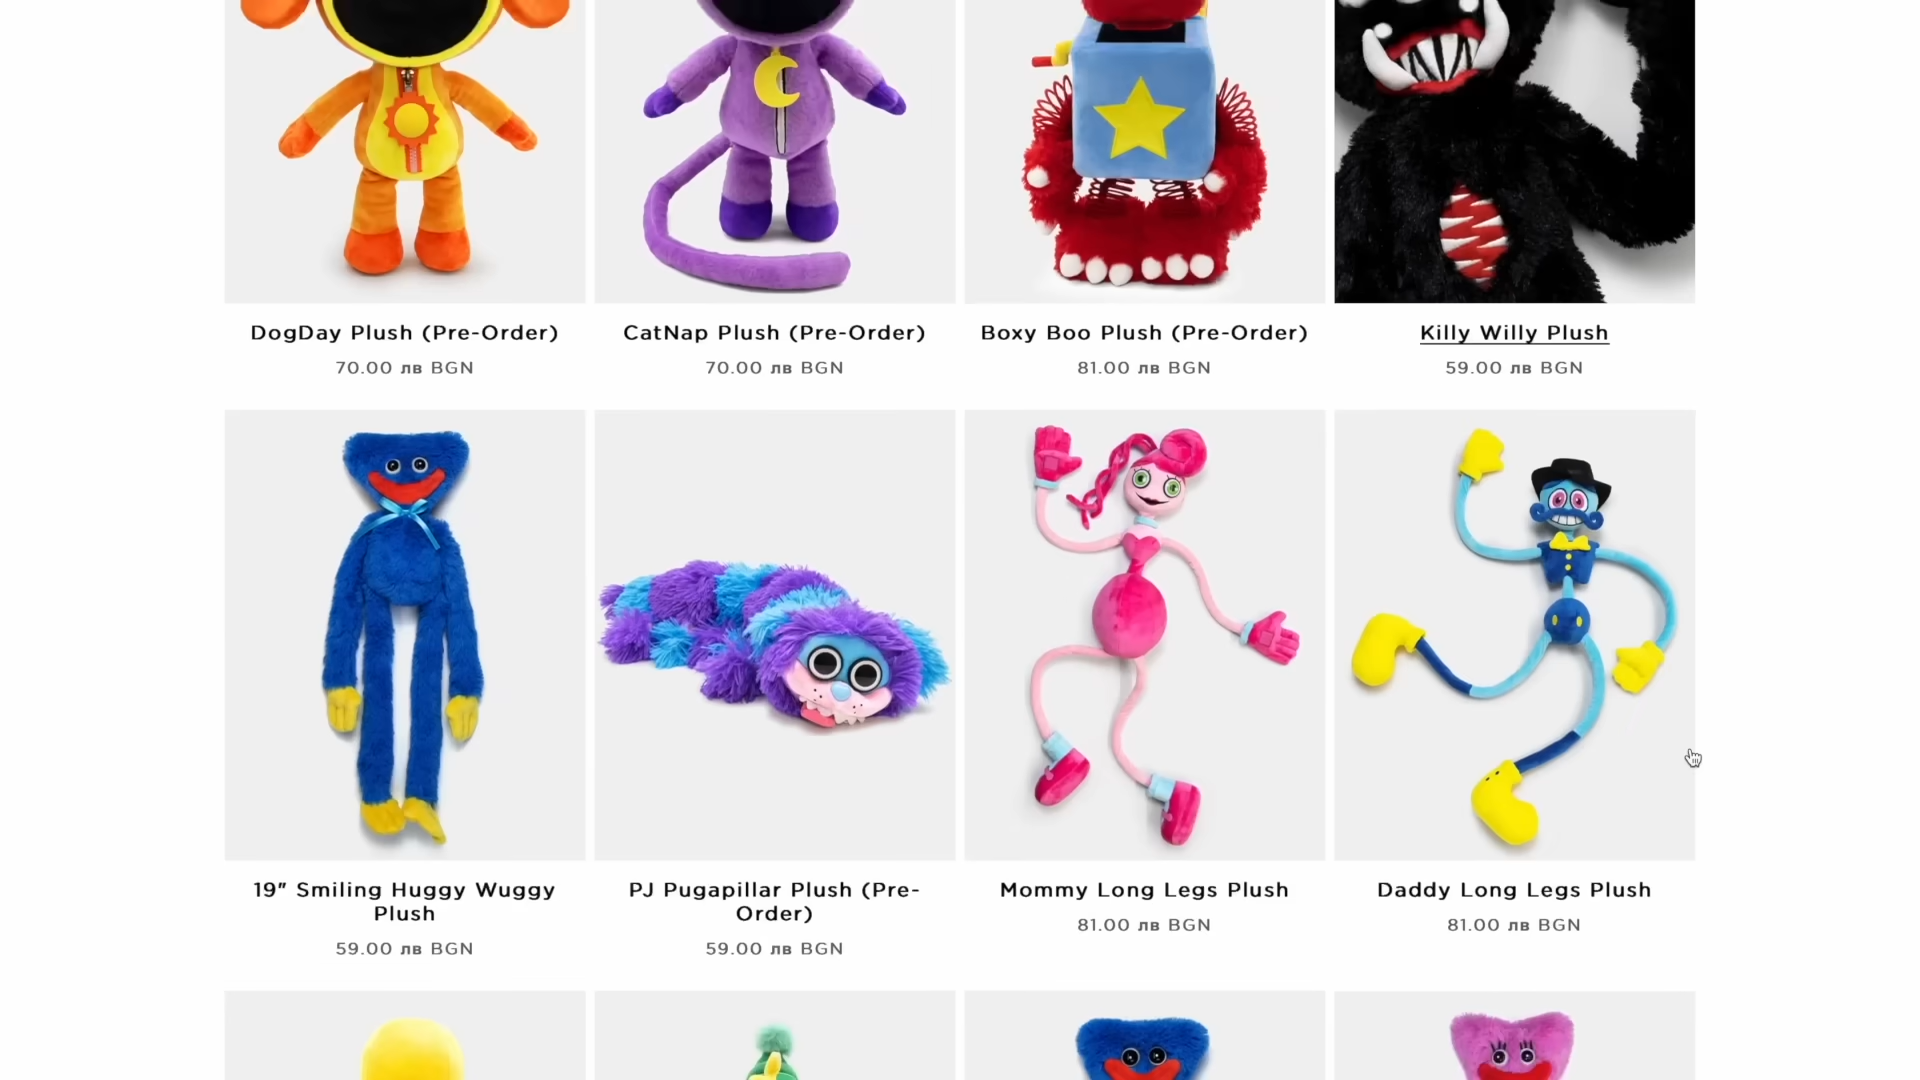 DogDay Plush (Pre-Order)
CatNap Plush (Pre-Order)
Boxy Boo Plush (Pre-Order)
Killy Willy Plush
70.00 лв BGN
70.00 лв BGN
81.00 лв BGN
59.00 лв BGN
19" Smiling Huggy Wuggy
Plush
PJ Pugapillar Plush (Pre-
Order)
Mommy Long Legs Plush
Daddy Long Legs Plush
59.00 лв BGN
59.00 лв BGN
81.00 лв BGN
81.00 лв BGN